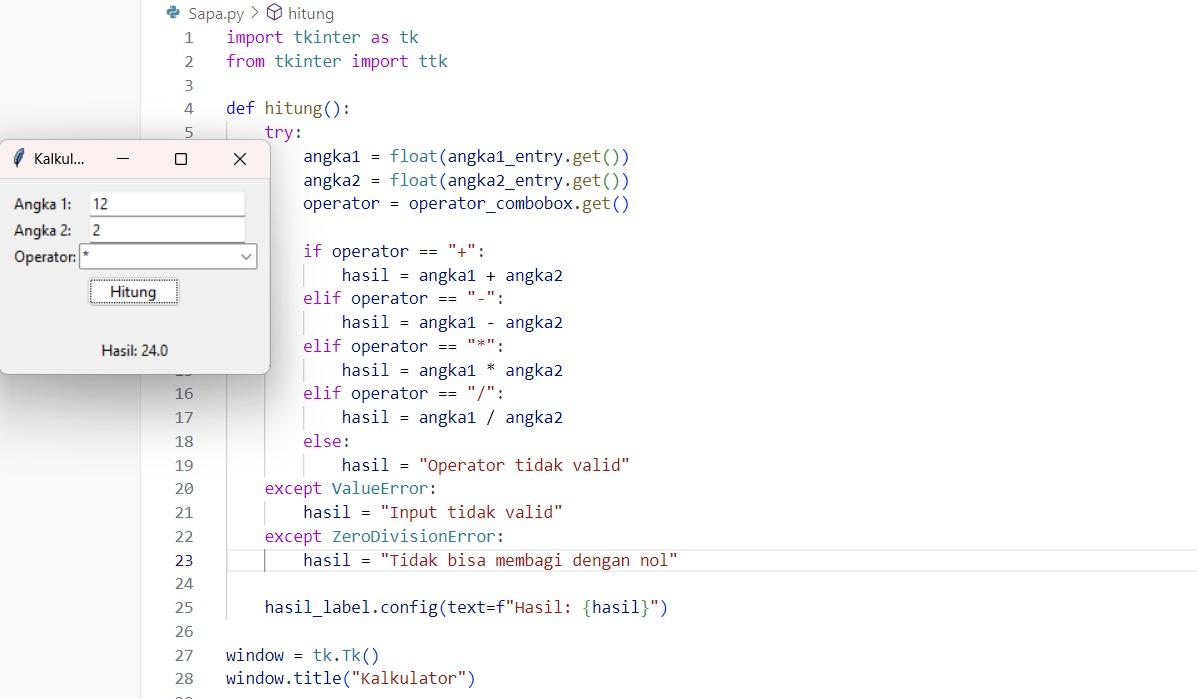 Sapa.py > hitung
1 import tkinter as tk
2 from tkinter import ttk
3
4 def hitung():
5 try:
angka1 = float(angka1_entry.get())
angka2 = float(angka2_entry.get())
operator = operator_combobox.get()
if operator == "+":
hasil = angka1 + angka2
elif operator == "-":
hasil = angka1 - angka2
elif operator == "*":
hasil = angka1 * angka2
16 elif operator == "/":
17 hasil = angka1 / angka2
18 else:
19 hasil = "Operator tidak valid"
20 except ValueError:
21 hasil = "Input tidak valid"
22 except ZeroDivisionError:
23 hasil = "Tidak bisa membagi dengan nol"
24
25 hasil_label.config(text=f"Hasil: {hasil}")
26
27 window = tk.Tk()
28 window.title("Kalkulator")
Kalkul...
Angka 1: 12
Angka 2: 2
Operator: *
Hitung
Hasil: 24.0